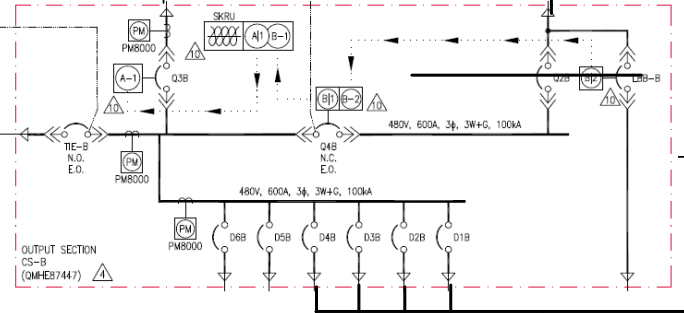 SKRU
A|1 B-1
PM
PM8000
10
A-1
Q3B
10
B|1 B-2
10
Q2B
B|2
LBB-B
10
480V, 600A, 3ϕ, 3W+G, 100kA
TIE-B
N.O.
E.O.
PM
PM8000
Q4B
N.C.
E.O.
480V, 600A, 3ϕ, 3W+G, 100kA
PM
PM8000
D6B
D5B
D4B
D3B
D2B
D1B
OUTPUT SECTION
CS-B
(QMHE87447)
4